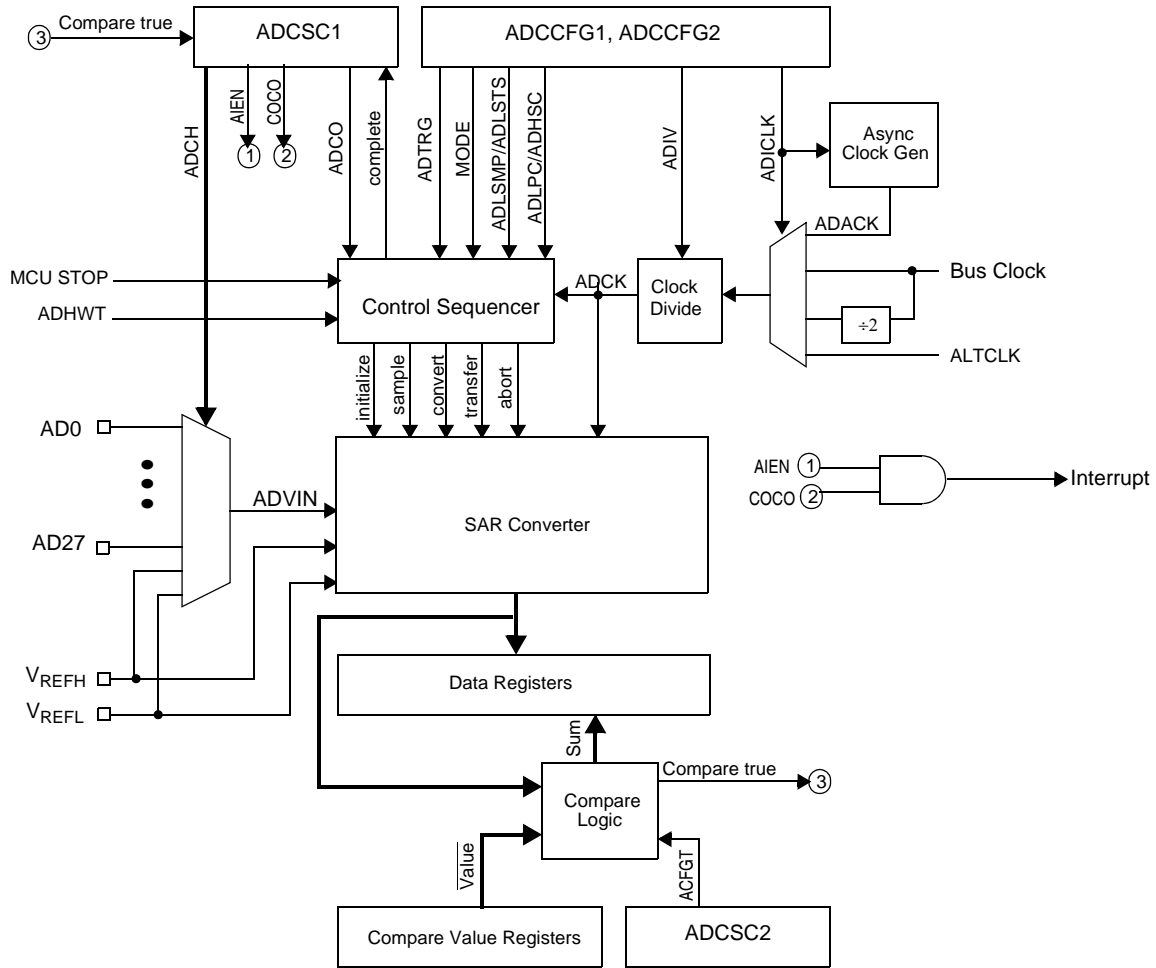 3 Compare true
ADCSC1
ADCCFG1, ADCCFG2
ADCH
AIEN
COCO
1
2
ADCO
complete
ADTRG
MODE
ADLSMP/ADLSTS
ADLPC/ADHSC
ADIV
ADICLK
Async
Clock Gen
ADACK
MCU STOP
ADHWT
Control Sequencer
ADCK
Clock
Divide
Bus Clock
÷2
ALTCLK
initialize
sample
convert
transfer
abort
AD0
AD27
ADVIN
SAR Converter
AIEN 1
COCO 2
Interrupt
VREFH
VREFL
Data Registers
Sum
Compare
Logic
Compare true 3
Value
ACFGT
Compare Value Registers
ADCSC2